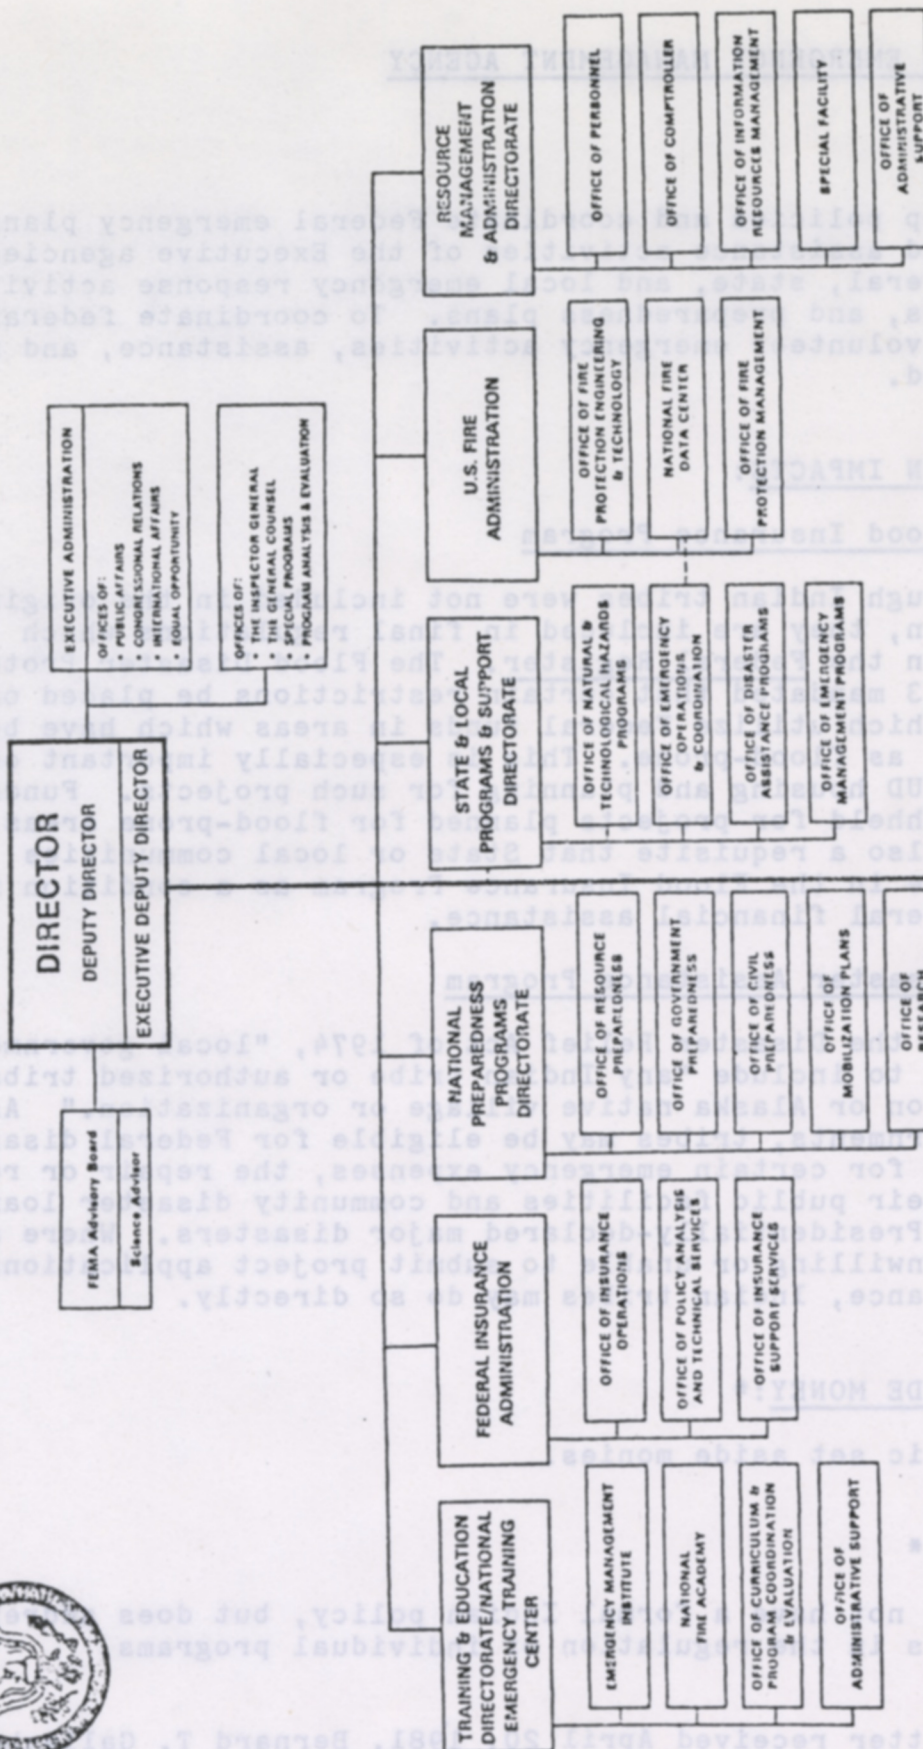 DIRECTOR
DEPUTY DIRECTOR
EXECUTIVE DEPUTY DIRECTOR
FEMA Advisory Board
Science Advisor
EXECUTIVE ADMINISTRATION
OFFICES OF:
• PUBLIC AFFAIRS
• CONGRESSIONAL RELATIONS
• INTERNATIONAL AFFAIRS
• EQUAL OPPORTUNITY
OFFICES OF:
• THE INSPECTOR GENERAL
• THE GENERAL COUNSEL
• SPECIAL PROGRAMS
• PROGRAM ANALYSIS & EVALUATION
TRAINING & EDUCATION
DIRECTORATE/NATIONAL
EMERGENCY TRAINING
CENTER
EMERGENCY MANAGEMENT
INSTITUTE
NATIONAL
FIRE ACADEMY
OFFICE OF CURRICULUM &
PROGRAM COORDINATION
EVALUATION
OFFICE OF
ADMINISTRATIVE SUPPORT
FEDERAL INSURANCE
ADMINISTRATION
OFFICE OF INSURANCE
OPERATIONS
OFFICE OF POLICY ANALYSIS
AND TECHNICAL SERVICES
OFFICE OF INSURANCE
SUPPORT SERVICES
NATIONAL
PREPAREDNESS
PROGRAMS
DIRECTORATE
OFFICE OF RESOURCE
PREPAREDNESS
OFFICE OF GOVERNMENT
PREPAREDNESS
OFFICE OF CIVIL
PREPAREDNESS
OFFICE OF
MOBILIZATION PLANS
OFFICE OF
RESEARCH
STATE & LOCAL
PROGRAMS & SUPPORT
DIRECTORATE
OFFICE OF NATURAL &
TECHNOLOGICAL HAZARDS
PROGRAMS
OFFICE OF EMERGENCY
OPERATIONS
COORDINATION
OFFICE OF DISASTER
ASSISTANCE PROGRAMS
OFFICE OF EMERGENCY
MANAGEMENT PROGRAMS
U.S. FIRE
ADMINISTRATION
OFFICE OF FIRE
PROTECTION ENGINEERING
& TECHNOLOGY
NATIONAL FIRE
DATA CENTER
OFFICE OF FIRE
PROTECTION MANAGEMENT
RESOURCE
MANAGEMENT
& ADMINISTRATION
DIRECTORATE
OFFICE OF PERSONNEL
OFFICE OF COMPTROLLER
OFFICE OF INFORMATION
RESOURCES MANAGEMENT
SPECIAL FACILITY
OFFICE OF
ADMINISTRATIVE
SUPPORT